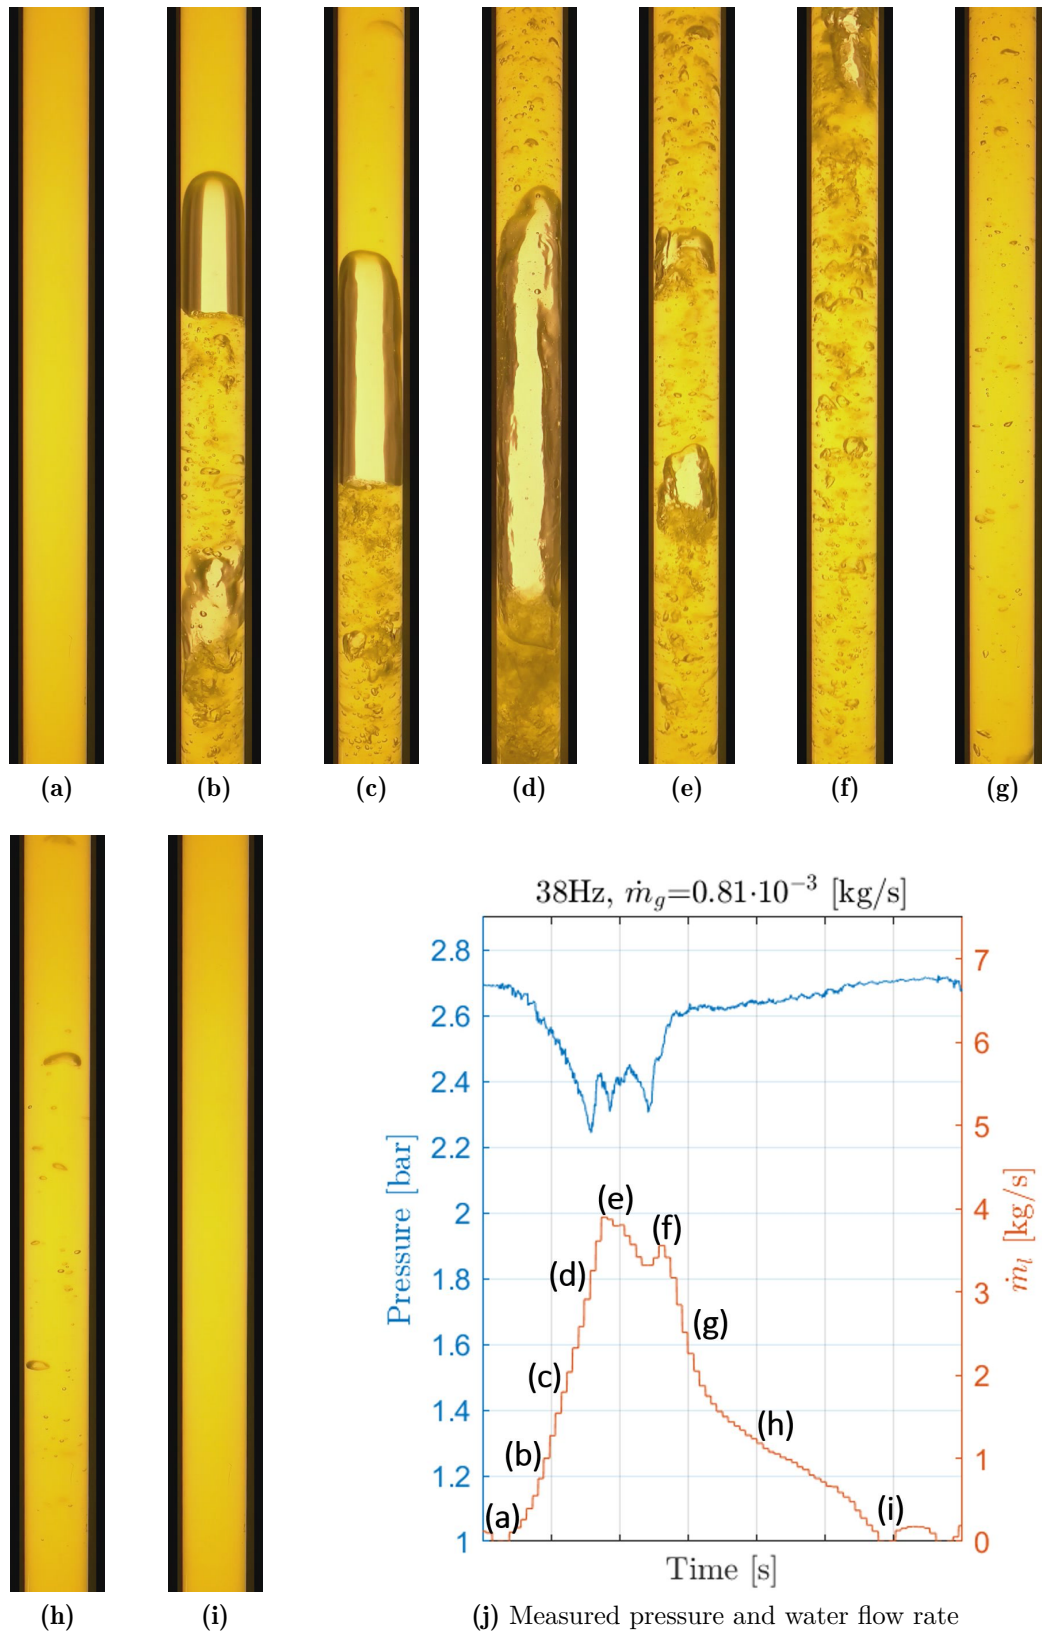 (a) (b) (c) (d) (e) (f) (g)
38Hz, ṁg=0.81·10⁻³ [kg/s]
2.8
2.6
2.4
2.2
2
1.8
1.6
1.4
1.2
1
Pressure [bar]
7
6
5
4
3
2
1
0
ṁl [kg/s]
(e)
(f)
(d)
(g)
(c)
(h)
(b)
(i)
(a)
Time [s]
(h) (i) (j) Measured pressure and water flow rate